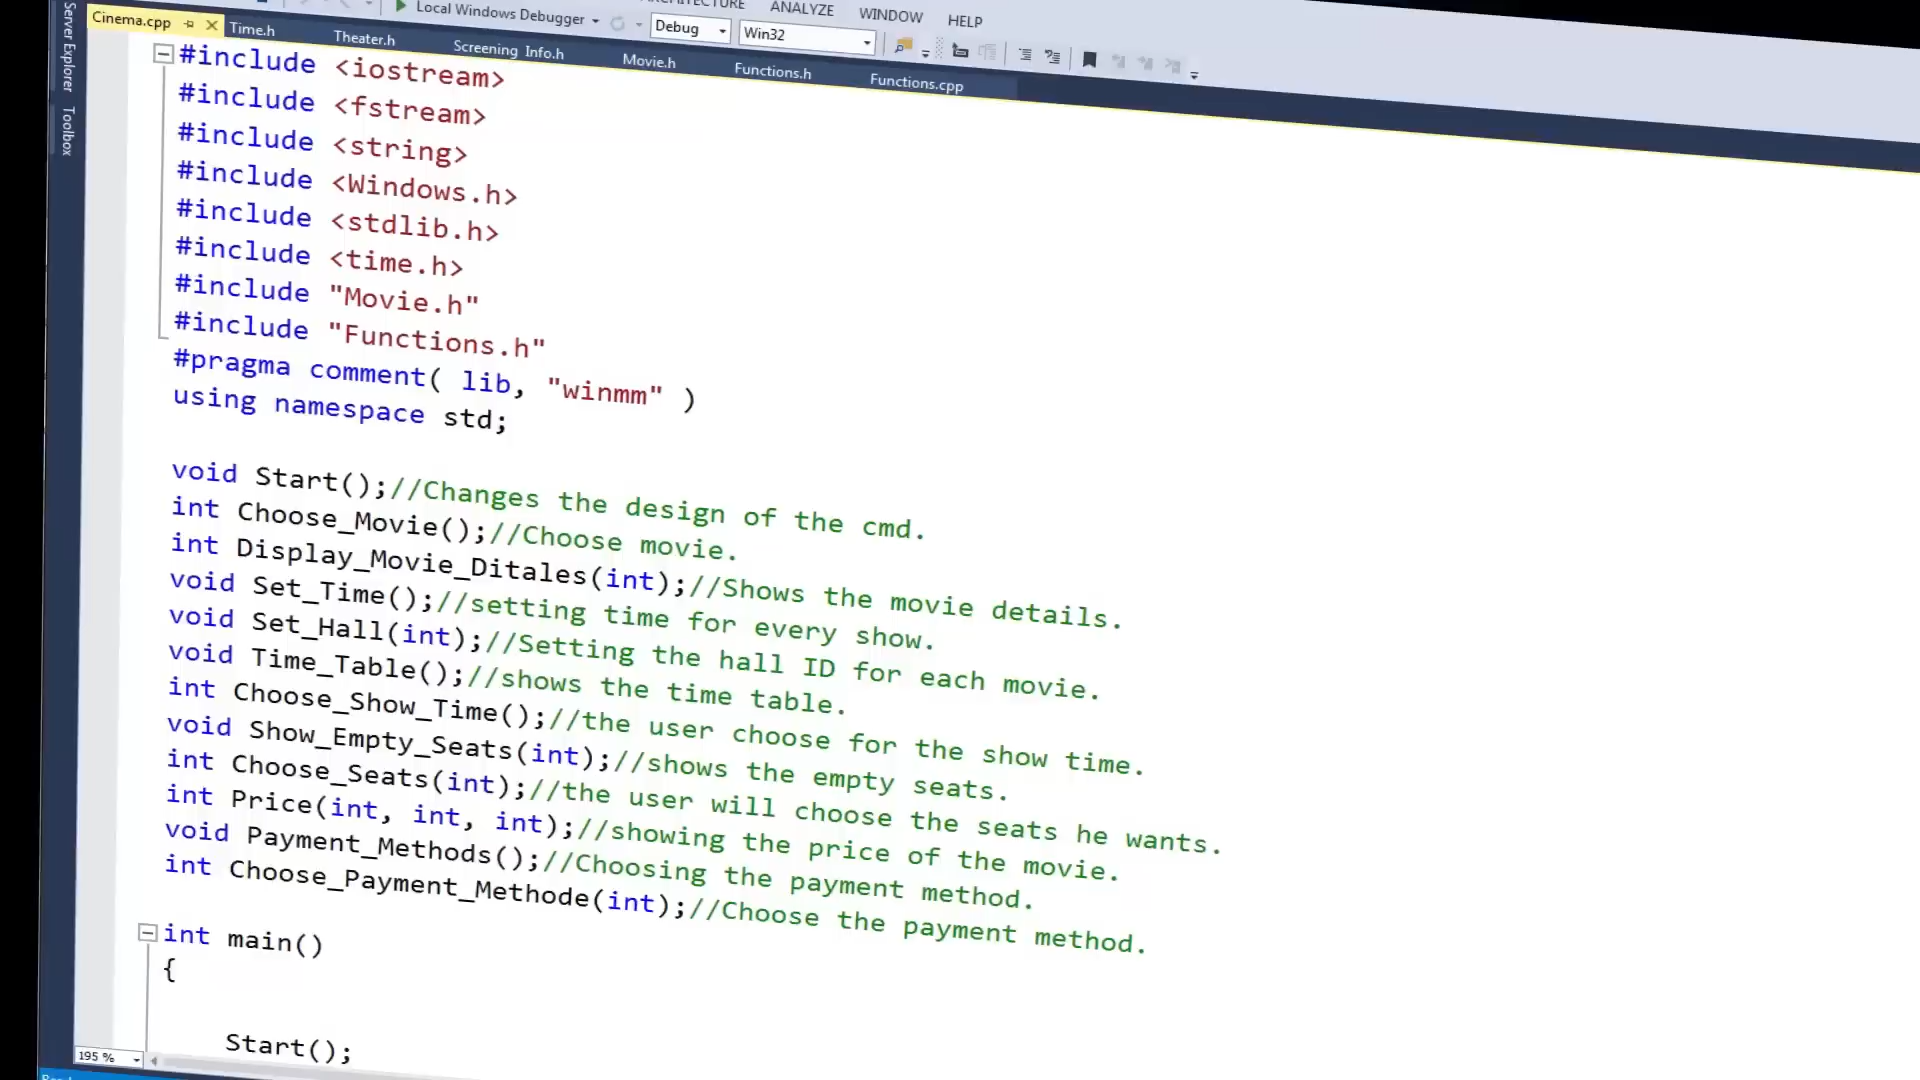 ANALYZE WINDOW HELP
Local Windows Debugger Debug Win32
Cinema.cpp Time.h Theater.h Screening Info.h Movie.h Functions.h Functions.cpp
Server Explorer
Toolbox
#include <iostream>
#include <fstream>
#include <string>
#include <Windows.h>
#include <stdlib.h>
#include <time.h>
#include "Movie.h"
#include "Functions.h"
#pragma comment( lib, "winmm" )
using namespace std;
void Start();//Changes the design of the cmd.
int Choose_Movie();//Choose movie.
int Display_Movie_Ditales(int);//Shows the movie details.
void Set_Time();//setting time for every show.
void Set_Hall(int);//Setting the hall ID for each movie.
void Time_Table();//shows the time table.
int Choose_Show_Time();//the user choose for the show time.
void Show_Empty_Seats(int);//shows the empty seats.
int Choose_Seats(int);//the user will choose the seats he wants.
int Price(int, int, int);//showing the price of the movie.
void Payment_Methods();//Choosing the payment method.
int Choose_Payment_Methode(int);//Choose the payment method.
int main()
{
Start();
195 %